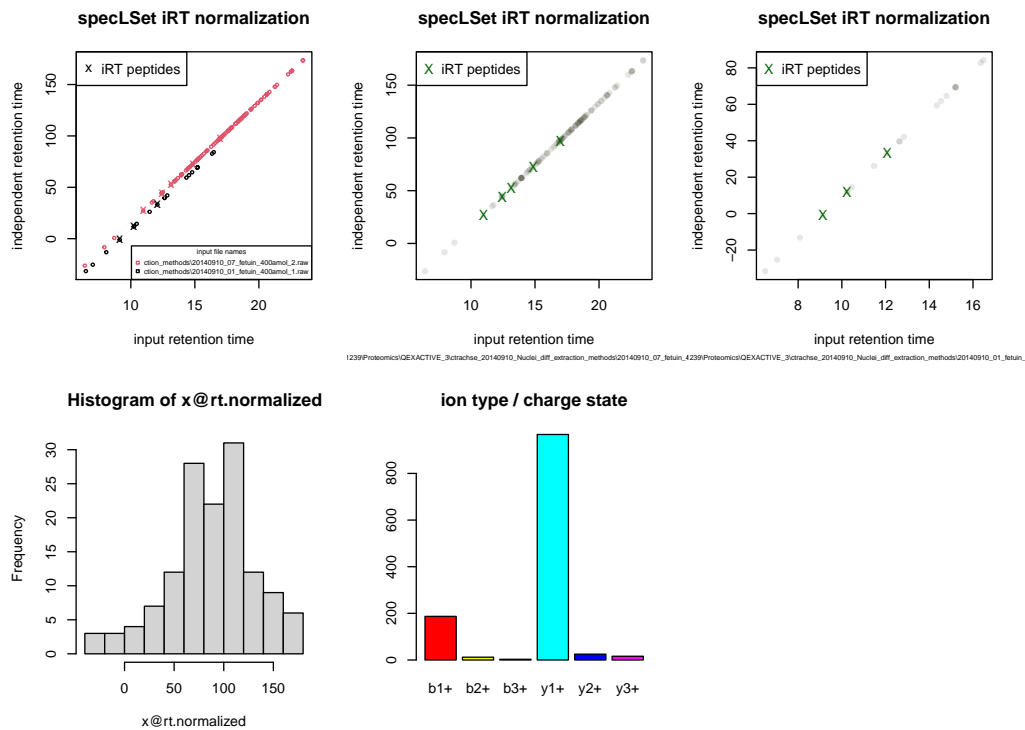 specLSet iRT normalization
x iRT peptides
independent retention time
0 50 100 150
input file names
ction_methods\20140910_07_fetuin_400amol_2.raw
ction_methods\20140910_01_fetuin_400amol_1.raw
10 15 20
input retention time
specLSet iRT normalization
X iRT peptides
independent retention time
0 50 100 150
10 15 20
input retention time
specLSet iRT normalization
X iRT peptides
independent retention time
−20 0 20 40 60 80
8 10 12 14 16
input retention time
Histogram of x@rt.normalized
Frequency
0 5 10 15 20 25 30
0 50 100 150
x@rt.normalized
ion type / charge state
0 200 400 600 800
b1+ b2+ b3+ y1+ y2+ y3+